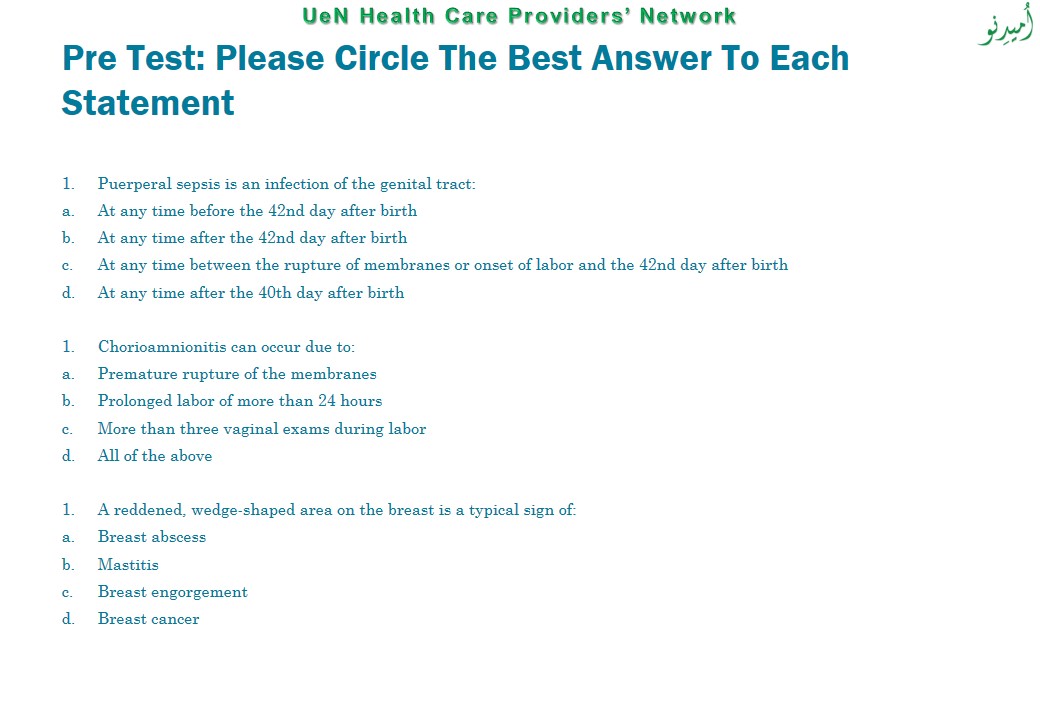 UeN Health Care Providers’ Network
أُميدِنو
Pre Test: Please Circle The Best Answer To Each
Statement
1. Puerperal sepsis is an infection of the genital tract:
a. At any time before the 42nd day after birth
b. At any time after the 42nd day after birth
c. At any time between the rupture of membranes or onset of labor and the 42nd day after birth
d. At any time after the 40th day after birth
1. Chorioamnionitis can occur due to:
a. Premature rupture of the membranes
b. Prolonged labor of more than 24 hours
c. More than three vaginal exams during labor
d. All of the above
1. A reddened, wedge-shaped area on the breast is a typical sign of:
a. Breast abscess
b. Mastitis
c. Breast engorgement
d. Breast cancer